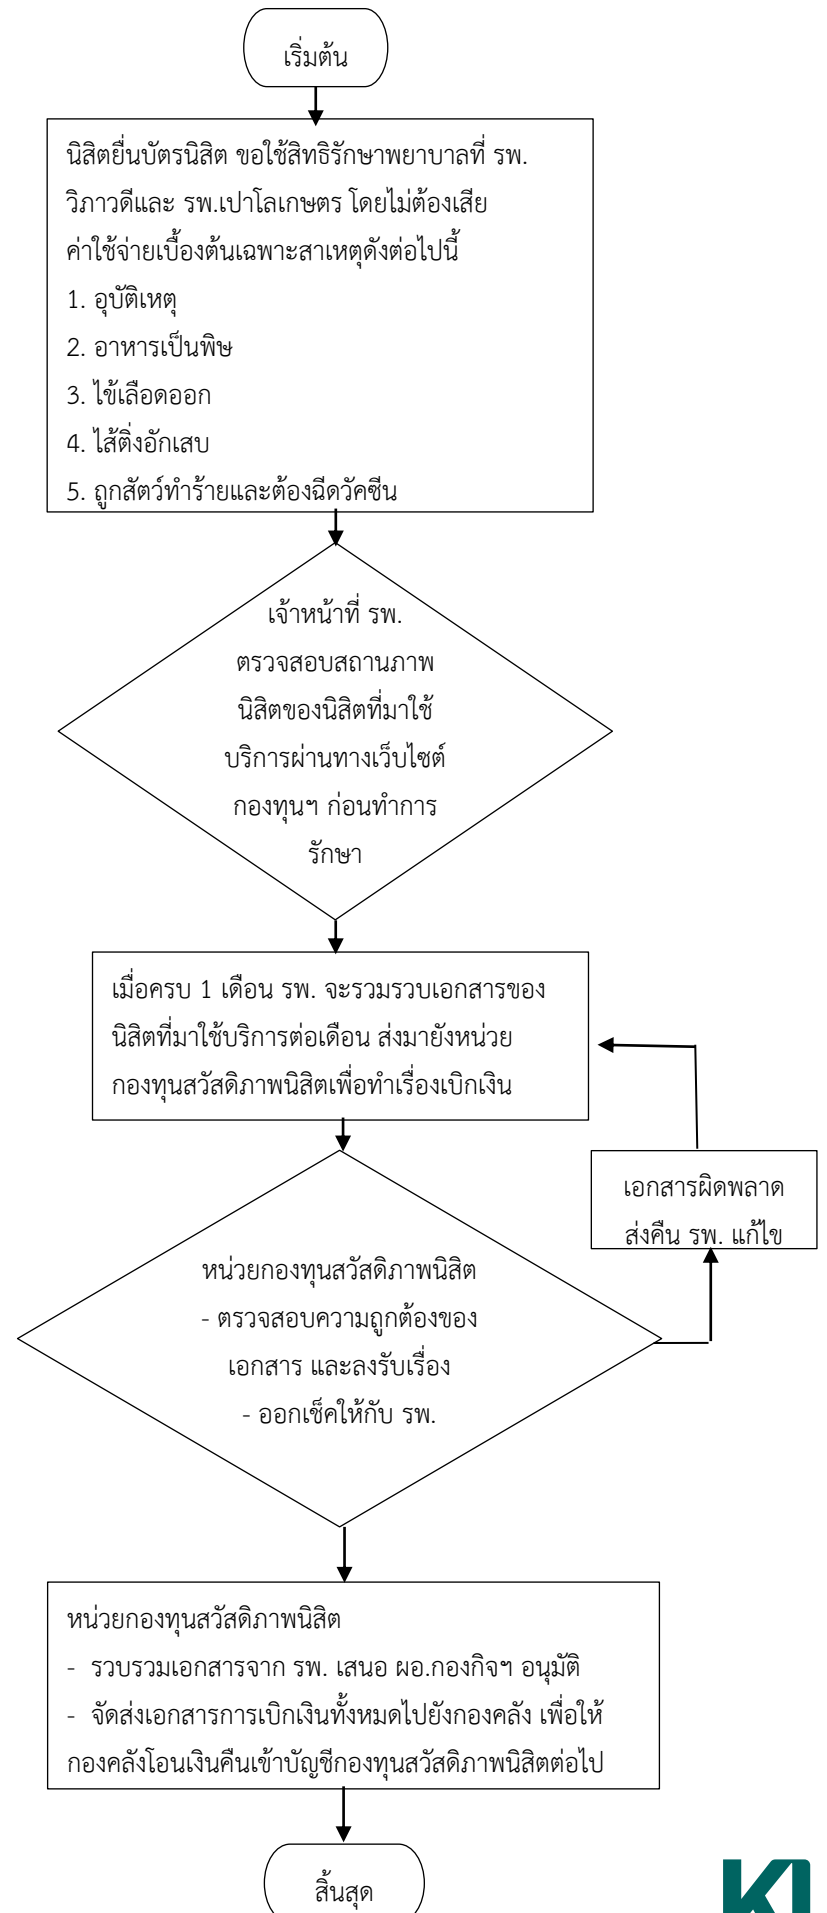 เริ่มต้น
นิสิตยื่นบัตรนิสิต ขอใช้สิทธิรักษาพยาบาลที่ รพ.
วิภาวดีและ รพ.เปาโลเกษตร โดยไม่ต้องเสีย
ค่าใช้จ่ายเบื้องต้นเฉพาะสาเหตุดังต่อไปนี้
1. อุบัติเหตุ
2. อาหารเป็นพิษ
3. ไข้เลือดออก
4. ไส้ติ่งอักเสบ
5. ถูกสัตว์ทำร้ายและต้องฉีดวัคซีน
เจ้าหน้าที่ รพ.
ตรวจสอบสถานภาพ
นิสิตของนิสิตที่มาใช้
บริการผ่านทางเว็บไซต์
กองทุนฯ ก่อนทำการ
รักษา
เมื่อครบ 1 เดือน รพ. จะรวมรวบเอกสารของ
นิสิตที่มาใช้บริการต่อเดือน ส่งมายังหน่วย
กองทุนสวัสดิภาพนิสิตเพื่อทำเรื่องเบิกเงิน
เอกสารผิดพลาด
ส่งคืน รพ. แก้ไข
หน่วยกองทุนสวัสดิภาพนิสิต
- ตรวจสอบความถูกต้องของ
เอกสาร และลงรับเรื่อง
- ออกเช็คให้กับ รพ.
หน่วยกองทุนสวัสดิภาพนิสิต
- รวบรวมเอกสารจาก รพ. เสนอ ผอ.กองกิจฯ อนุมัติ
- จัดส่งเอกสารการเบิกเงินทั้งหมดไปยังกองคลัง เพื่อให้
กองคลังโอนเงินคืนเข้าบัญชีกองทุนสวัสดิภาพนิสิตต่อไป
สิ้นสุด